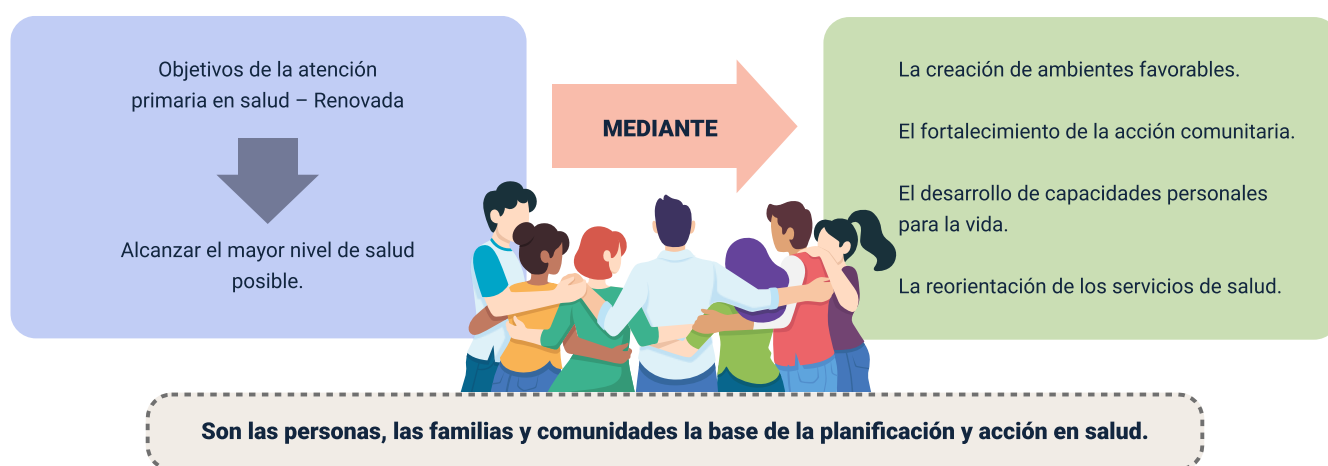 Objetivos de la atención
primaria en salud – Renovada
Alcanzar el mayor nivel de salud
posible.
MEDIANTE
La creación de ambientes favorables.
El fortalecimiento de la acción comunitaria.
El desarrollo de capacidades personales
para la vida.
La reorientación de los servicios de salud.
Son las personas, las familias y comunidades la base de la planificación y acción en salud.